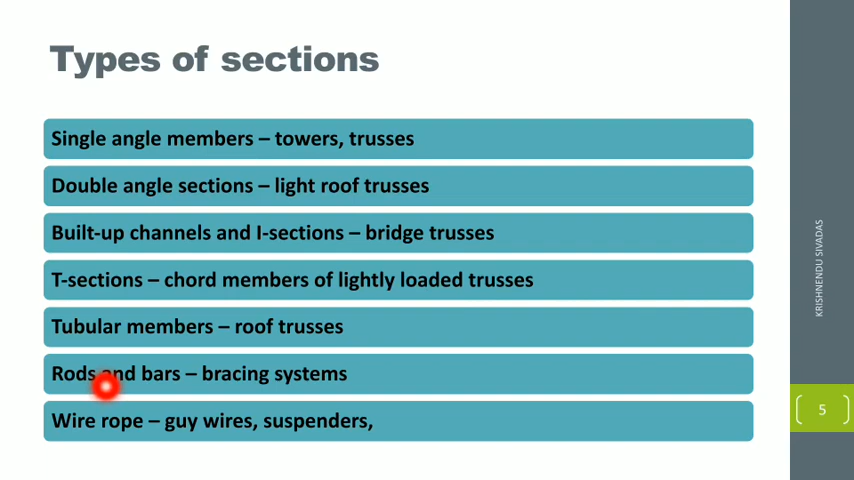 Types of sections
Single angle members – towers, trusses
Double angle sections – light roof trusses
Built-up channels and I-sections – bridge trusses
T-sections – chord members of lightly loaded trusses
Tubular members – roof trusses
Rods and bars – bracing systems
Wire rope – guy wires, suspenders,
KRISHNENDU SIVADAS
5